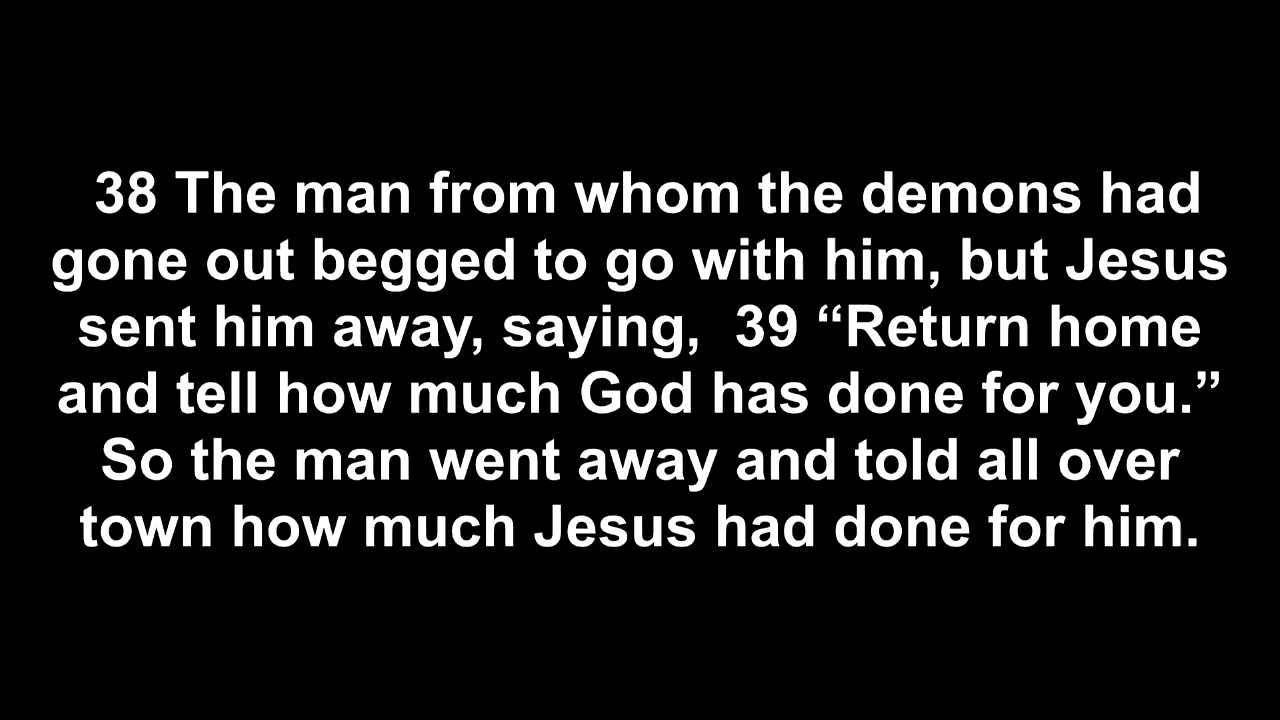 38 The man from whom the demons had
gone out begged to go with him, but Jesus
sent him away, saying,  39 “Return home
and tell how much God has done for you.”
So the man went away and told all over
town how much Jesus had done for him.